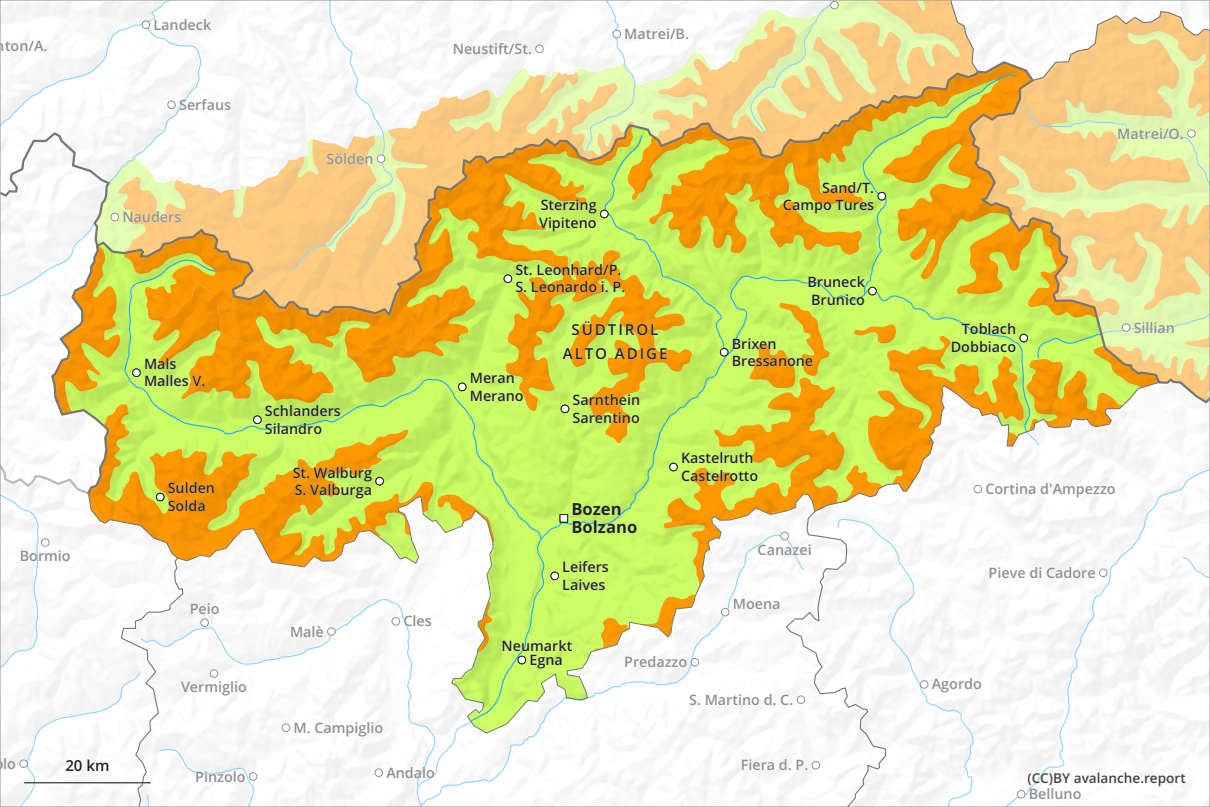 Landeck
nton/A.
Neustift/St.
Matrei/B.
Serfaus
Matrei/O.
Sölden
Sand/T.
Campo Tures
Nauders
Sterzing
Vipiteno
St. Leonhard/P.
S. Leonardo i. P.
Bruneck
Brunico
SÜDTIROL
ALTO ADIGE
Toblach
Dobbiaco
Sillian
Brixen
Bressanone
Mals
Malles V.
Meran
Merano
Sarnthein
Sarentino
Schlanders
Silandro
Kastelruth
Castelrotto
St. Walburg
S. Valburga
Sulden
Solda
Cortina d'Ampezzo
Bozen
Bolzano
Bormio
Canazei
Leifers
Laives
Pieve di Cadore
Peio
Moena
Cles
Malè
Neumarkt
Egna
Predazzo
Vermiglio
Agordo
S. Martino d. C.
M. Campiglio
olo
20 km
Pinzolo
Andalo
Fiera d. P.
(CC)BY avalanche.report
Belluno